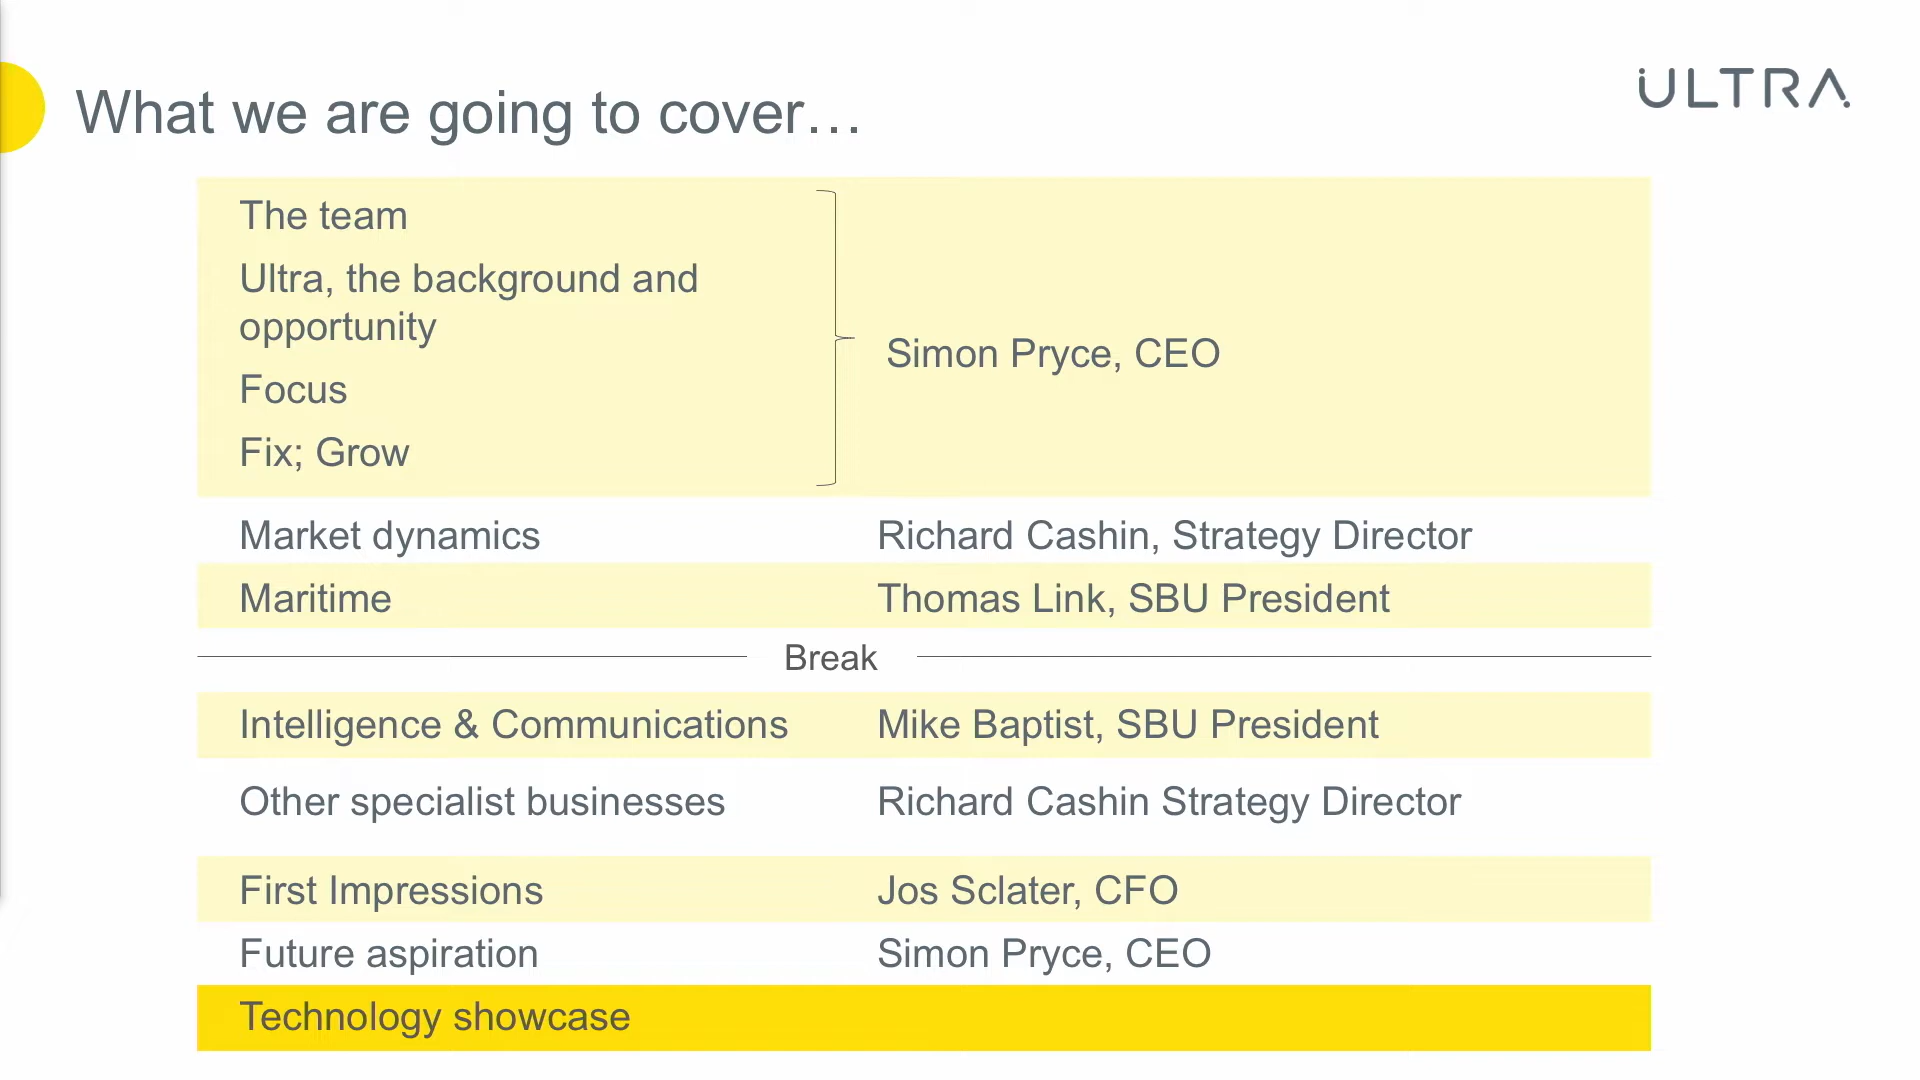 What we are going to cover…
ULTRA
The team
Ultra, the background and
opportunity
Focus
Fix; Grow
Simon Pryce, CEO
Market dynamics Richard Cashin, Strategy Director
Maritime Thomas Link, SBU President
Break
Intelligence & Communications Mike Baptist, SBU President
Other specialist businesses Richard Cashin Strategy Director
First Impressions Jos Sclater, CFO
Future aspiration Simon Pryce, CEO
Technology showcase